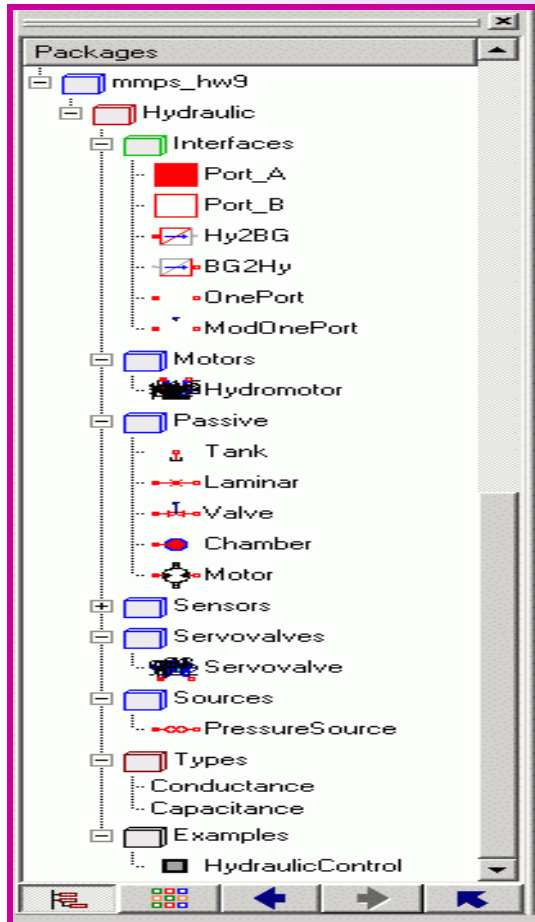 Packages
mmps_hw9
Hydraulic
Interfaces
Port_A
Port_B
Hy2BG
BG2Hy
OnePort
ModOnePort
Motors
Hydromotor
Passive
Tank
Laminar
Valve
Chamber
Motor
Sensors
Servovalves
Servovalve
Sources
PressureSource
Types
Conductance
Capacitance
Examples
HydraulicControl